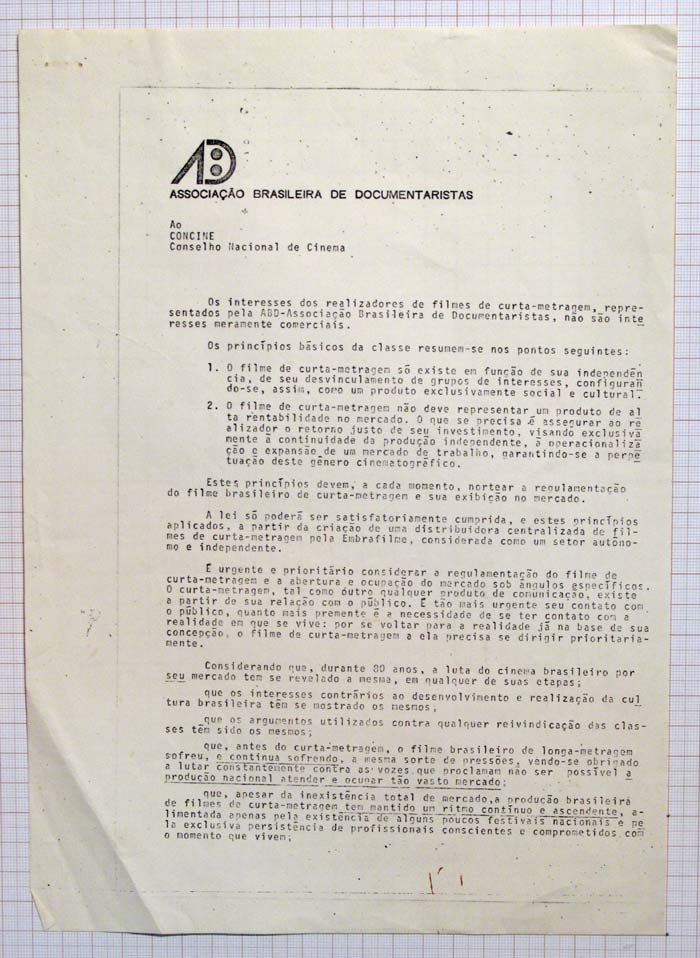 ABD
ASSOCIAÇÃO BRASILEIRA DE DOCUMENTARISTAS
Ao
CONCINE
Conselho Nacional de Cinema
Os interesses dos realizadores de filmes de curta-metragem, repre-
sentados pela ABD-Associação Brasileira de Documentaristas, não são inte
resses meramente comerciais.
Os princípios básicos da classe resumem-se nos pontos seguintes:
1. O filme de curta-metragem só existe em função de sua independên
cia, de seu desvinculamento de grupos de interesses, configuran
do-se, assim, como um produto exclusivamente social e cultural.
2. O filme de curta-metragem não deve representar um produto de al
ta rentabilidade no mercado. O que se precisa é assegurar ao re
alizador o retorno justo de seu investimento, visando exclusiva
mente à continuidade da produção independente, à operacionaliza
ção e expansão de um mercado de trabalho, garantindo-se a perpe
tuação deste gênero cinematográfico.
Estes princípios devem, a cada momento, nortear a regulamentação
do filme brasileiro de curta-metragem e sua exibição no mercado.
A lei só poderá ser satisfatoriamente cumprida, e estes princípios
aplicados, a partir da criação de uma distribuidora centralizada de fil-
mes de curta-metragem pela Embrafilme, considerada como um setor autôno-
mo e independente.
É urgente e prioritário considerar a regulamentação do filme de
curta-metragem e a abertura e ocupação do mercado sob ângulos específicos.
O curta-metragem, tal como outro qualquer produto de comunicação, existe
a partir de sua relação com o público. É tão mais urgente seu contato com
o público, quanto mais premente é a necessidade de se ter contato com a
realidade em que se vive: por se voltar para a realidade já na base de sua
concepção, o filme de curta-metragem a ela precisa se dirigir prioritaria-
mente.
Considerando que, durante 80 anos, a luta do cinema brasileiro por
seu mercado tem se revelado a mesma, em qualquer de suas etapas;
que os interesses contrários ao desenvolvimento e realização da cul
tura brasileira têm se mostrado os mesmos;
que os argumentos utilizados contra qualquer reivindicação das clas-
ses têm sido os mesmos;
que, antes do curta-metragem, o filme brasileiro de longa-metragem
sofreu, e continua sofrendo, a mesma sorte de pressões, vendo-se obrigado
a lutar constantemente contra as vozes que proclamam não ser possível a
produção nacional atender e ocupar tão vasto mercado;
que, apesar da inexistência total de mercado, a produção brasileira
de filmes de curta-metragem tem mantido um ritmo contínuo e ascendente, a-
limentada apenas pela existência de alguns poucos festivais nacionais e pe
la exclusiva persistência de profissionais conscientes e comprometidos com
o momento que vivem;